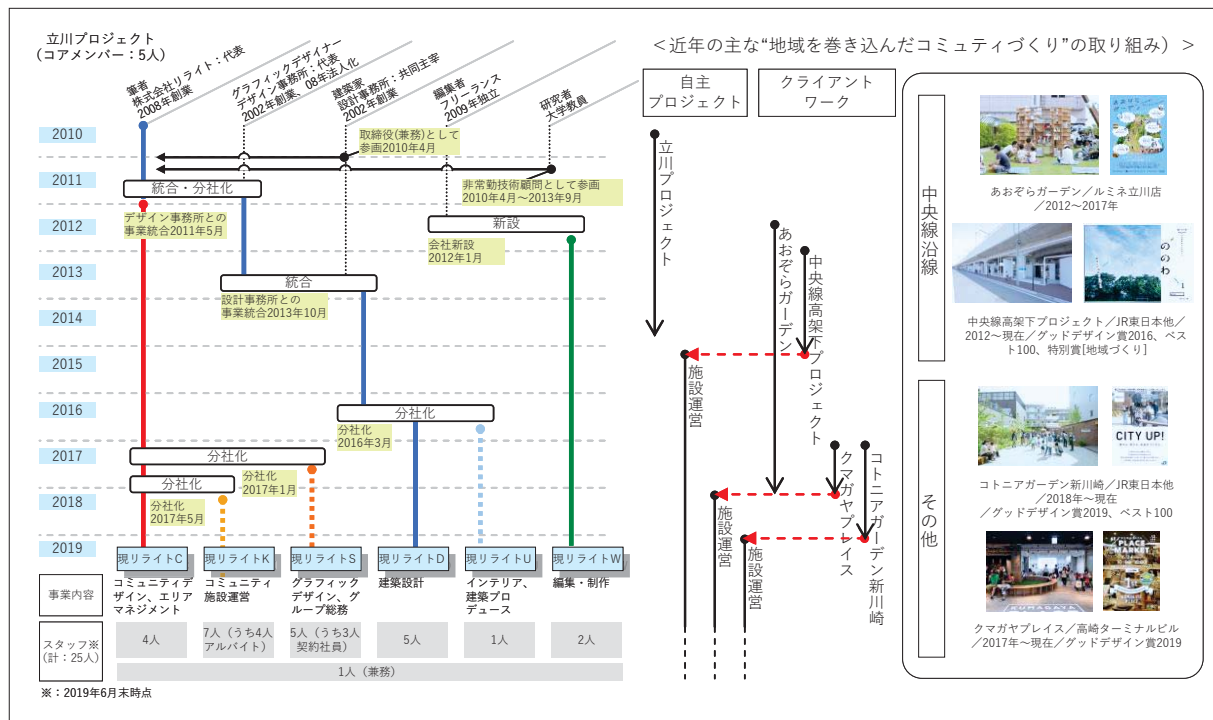 立川プロジェクト
（コアメンバー：5人）
筆者
株式会社リライト：代表
2008年創業
グラフィックデザイナー
デザイン事務所：代表
2002年創業、08年法人化
建築家
設計事務所：共同主宰
2002年創業
編集者
フリーランス
2009年独立
研究者
大学教員
2010
2011
2012
2013
2014
2015
2016
2017
2018
2019
取締役(兼務)として
参画2010年4月
非常勤技術顧問として参画
2010年4月～2013年9月
統合・分社化
デザイン事務所との
事業統合2011年5月
新設
会社新設
2012年1月
統合
設計事務所との
事業統合2013年10月
分社化
分社化
2016年3月
分社化
分社化
2017年1月
分社化
分社化
2017年5月
現リライトC
現リライトK
現リライトS
現リライトD
現リライトU
現リライトW
事業内容
コミュニティデ
ザイン、エリア
マネジメント
コミュニティ
施設運営
グラフィック
デザイン、グ
ループ総務
建築設計
インテリア、
建築プロ
デュース
編集・制作
スタッフ※
（計：25人）
4人
7人（うち4人
アルバイト）
5人（うち3人
契約社員）
5人
1人
2人
1人（兼務）
※：2019年6月末時点
＜近年の主な“地域を巻き込んだコミュティづくり”の取り組み）＞
自主
プロジェクト
クライアント
ワーク
立川プロジェクト
あおぞらガーデン
中央線高架下プロジェクト
施設運営
クマガヤプレイス
コトニアガーデン新川崎
施設運営
施設運営
中央線沿線
あおぞらガーデン／ルミネ立川店
／2012～2017年
ののわ
中央線高架下プロジェクト／JR東日本他／
2012～現在／グッドデザイン賞2016、ベス
ト100、特別賞[地域づくり]
その他
CITY UP!
コトニアガーデン新川崎／JR東日本他
／2018年～現在
／グッドデザイン賞2019、ベスト100
KUMAGAYA
PLACE
MARKET
クマガヤプレイス／高崎ターミナルビル
／2017年～現在／グッドデザイン賞2019